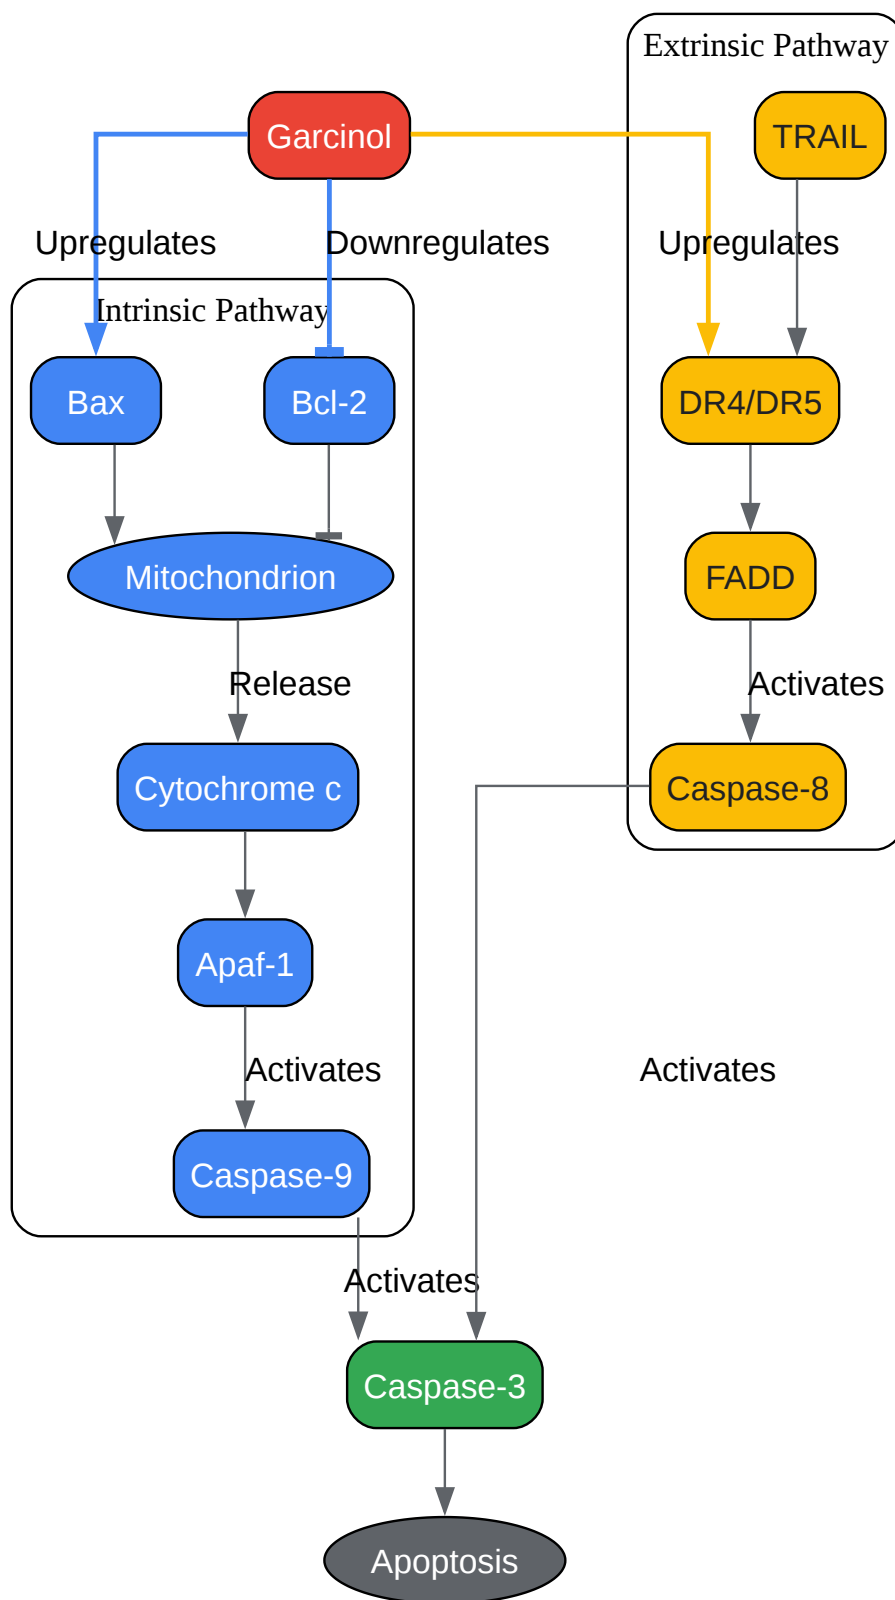 Extrinsic Pathway
Garcinol
TRAIL
Upregulates
Downregulates
Upregulates
Intrinsic Pathway
Bax
Bcl-2
DR4/DR5
Mitochondrion
FADD
Release
Activates
Cytochrome c
Caspase-8
Apaf-1
Activates
Activates
Caspase-9
Activates
Caspase-3
Apoptosis